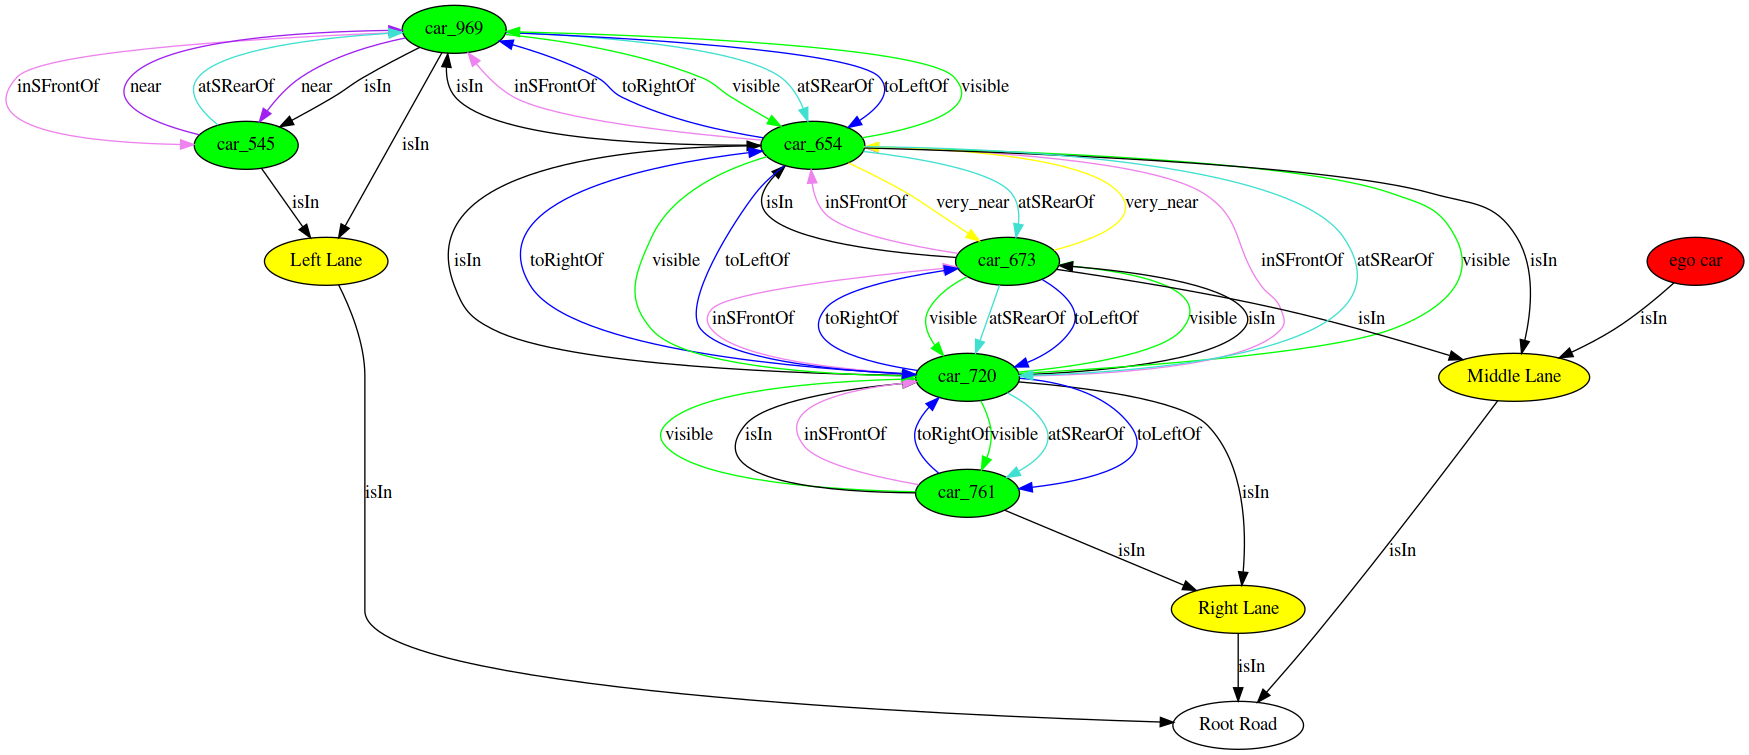 car_969
inSFrontOf
near
atSRearOf
near
isIn
isIn
inSFrontOf
toRightOf
visible
atSRearOf
toLeftOf
visible
car_545
isIn
car_654
isIn
isIn
inSFrontOf
very_near
atSRearOf
very_near
Left Lane
isIn
toRightOf
visible
toLeftOf
car_673
inSFrontOf
atSRearOf
visible
isIn
ego car
inSFrontOf
toRightOf
visible
atSRearOf
toLeftOf
visible
isIn
isIn
isIn
car_720
Middle Lane
visible
isIn
inSFrontOf
toRightOf
visible
atSRearOf
toLeftOf
isIn
car_761
isIn
isIn
isIn
Right Lane
isIn
Root Road